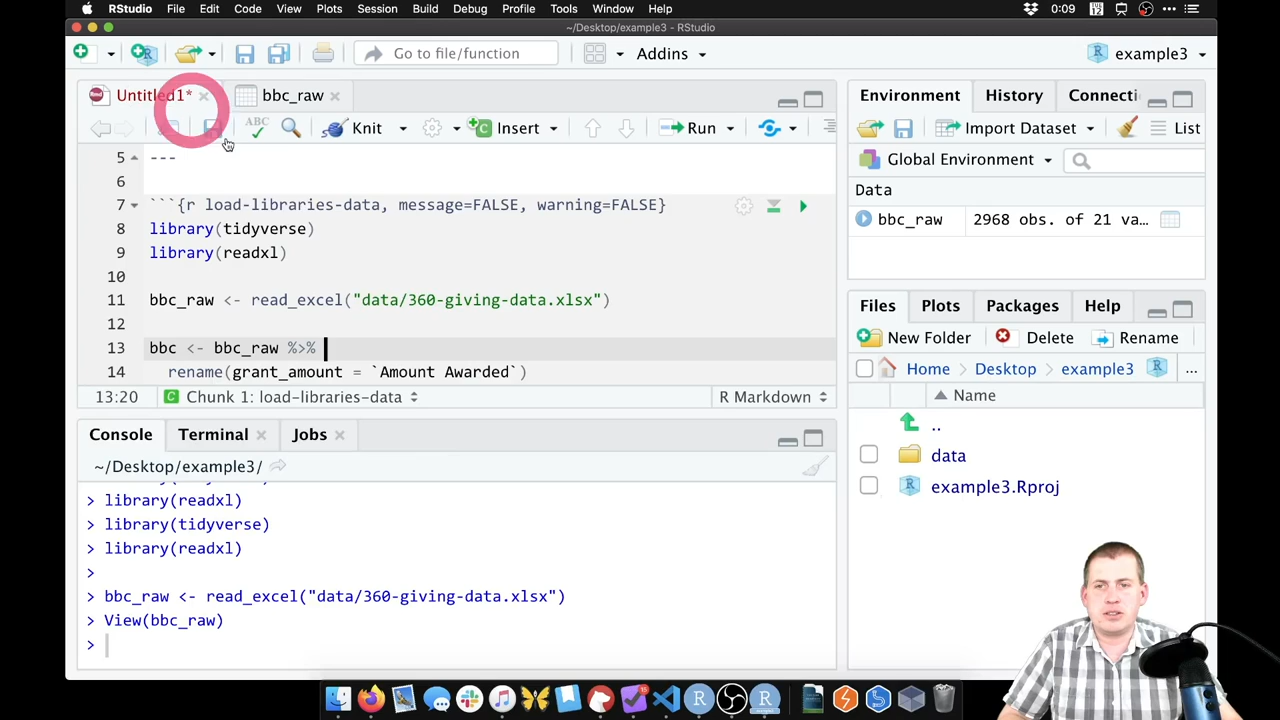 RStudio File Edit Code View Plots Session Build Debug Profile Tools Window Help 0:09
~/Desktop/example3 - RStudio
Go to file/function Addins example3
Untitled1* bbc_raw
ABC Knit Insert Run
5 ---
6
7 ```{r load-libraries-data, message=FALSE, warning=FALSE}
8 library(tidyverse)
9 library(readxl)
10
11 bbc_raw <- read_excel("data/360-giving-data.xlsx")
12
13 bbc <- bbc_raw %>%
14 rename(grant_amount = `Amount Awarded`)
13:20 Chunk 1: load-libraries-data R Markdown
Console Terminal Jobs
~/Desktop/example3/
> library(readxl)
> library(tidyverse)
> library(readxl)
>
> bbc_raw <- read_excel("data/360-giving-data.xlsx")
> View(bbc_raw)
>
Environment History Connecti
Import Dataset List
Global Environment
Data
bbc_raw 2968 obs. of 21 va…
Files Plots Packages Help
New Folder Delete Rename
Home Desktop example3 ...
Name
..
data
example3.Rproj